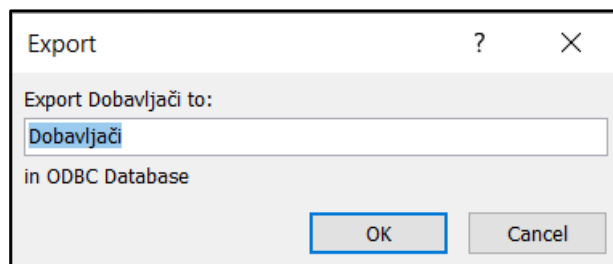 Export ?
Export Dobavljači to:
Dobavljači
in ODBC Database
OK Cancel